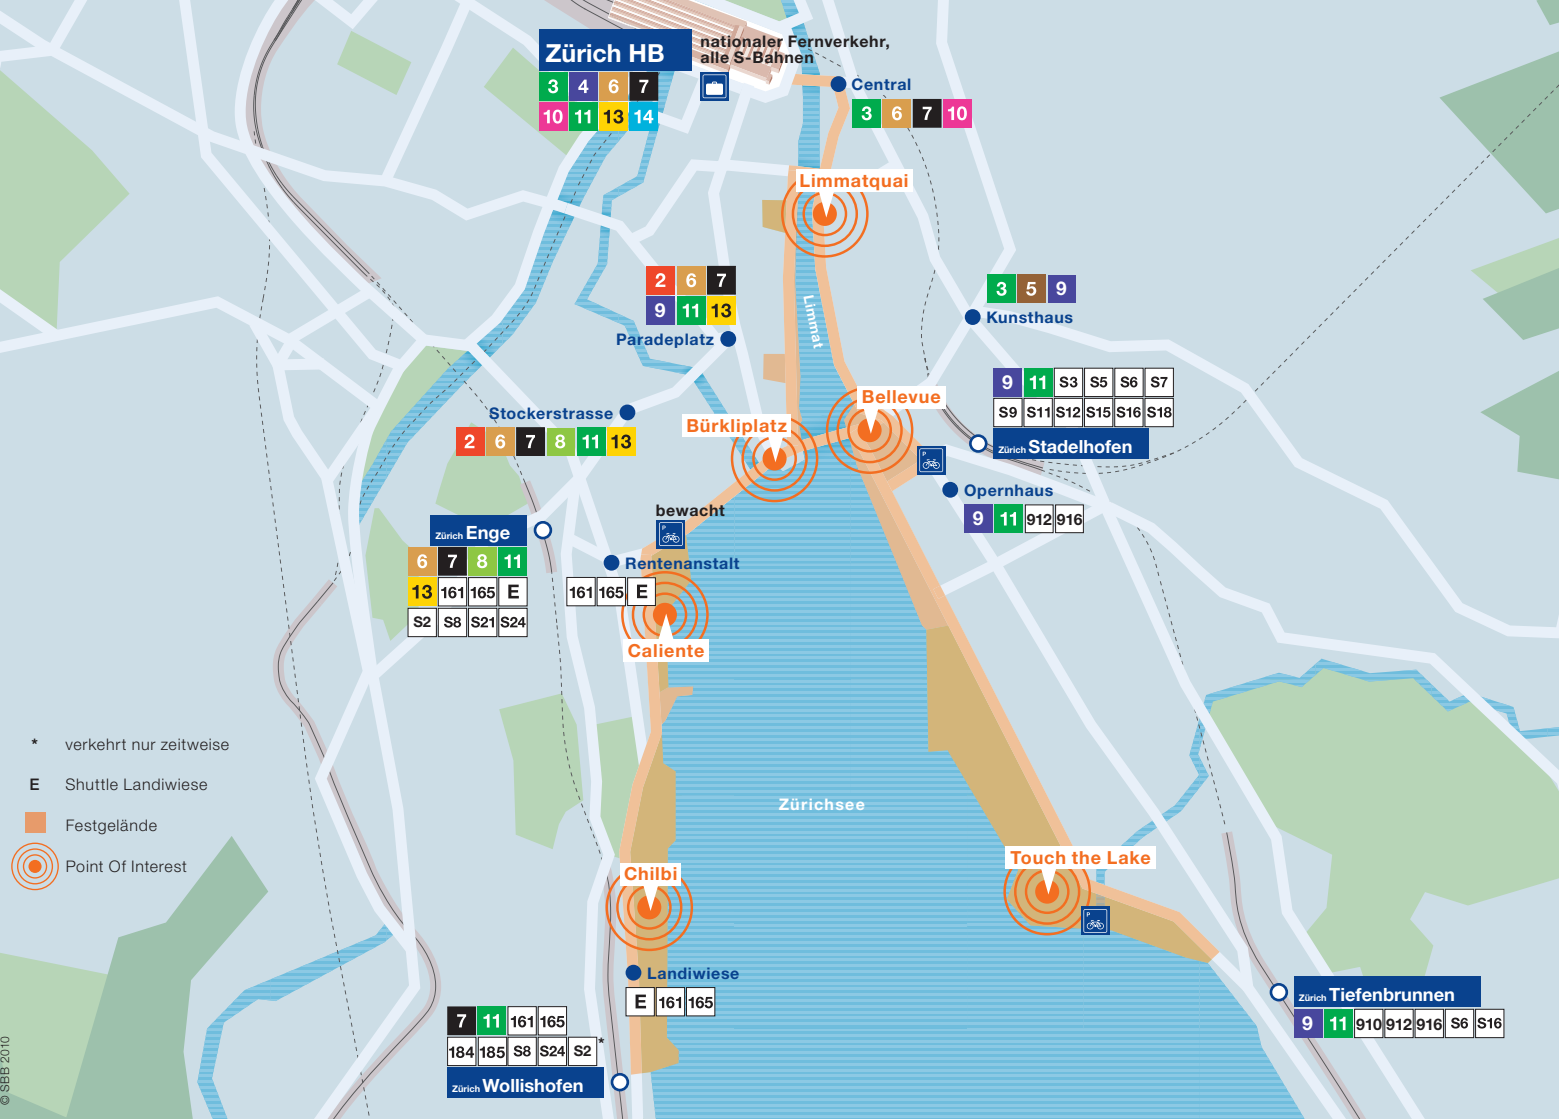 Zürich HB
nationaler Fernverkehr,
alle S-Bahnen
3 4 6 7
10 11 13 14
Central
3 6 7 10
Limmatquai
2 6 7
9 11 13
Paradeplatz
Limmat
3 5 9
Kunsthaus
Stockerstrasse
2 6 7 8 11 13
Bürkliplatz
Bellevue
9 11 S3 S5 S6 S7
S9 S11 S12 S15 S16 S18
Zürich Stadelhofen
P
Opernhaus
9 11 912 916
bewacht
P
Zürich Enge
6 7 8 11
13 161 165 E
S2 S8 S21 S24
Rentenanstalt
161 165 E
Caliente
* verkehrt nur zeitweise
E Shuttle Landiwiese
Festgelände
Point Of Interest
Zürichsee
Chilbi
Touch the Lake
P
Landiwiese
E 161 165
7 11 161 165
184 185 S8 S24 S2 *
Zürich Wollishofen
Zürich Tiefenbrunnen
9 11 910 912 916 S6 S16
© SBB 2010